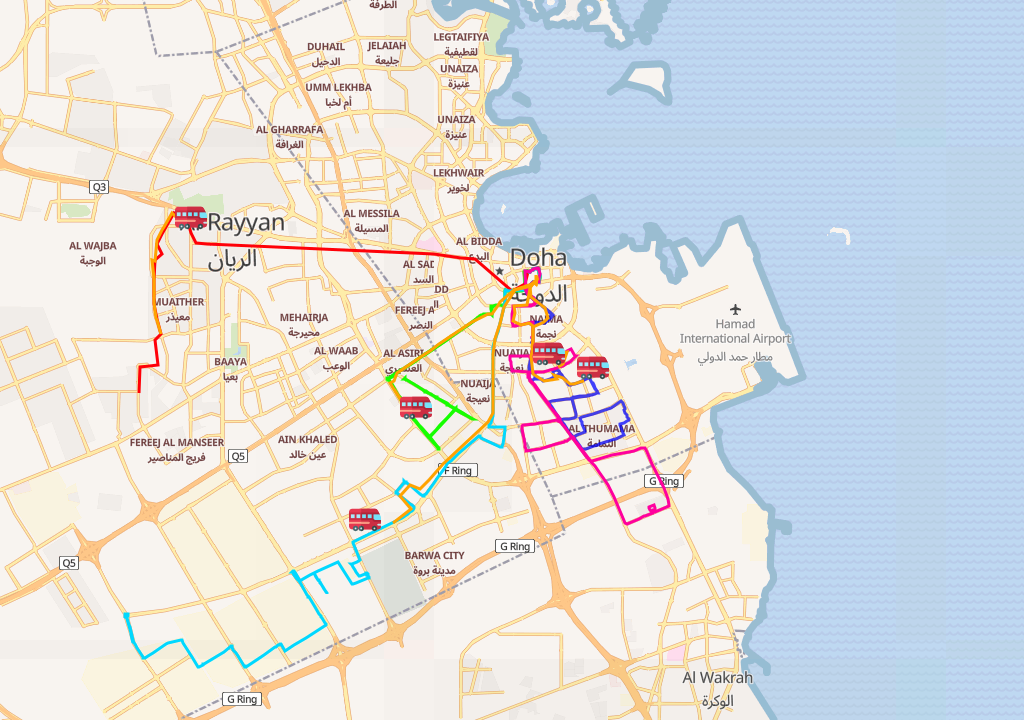 الطرفة
LEGTAIFIYA
لقطيفية
DUHAIL
الدحيل
JELAIAH
جليعة
UNAIZA
عنيزة
UMM LEKHBA
أم لخبا
UNAIZA
عنيزة
AL GHARRAFA
الغرافة
LEKHWAIR
لخوير
Q3
Rayyan
الريان
AL MESSILA
المسيلة
AL WAJBA
الوجبة
AL BIDDA
البدع
Doha
الدوحة
AL SAD
السد
DD
MUAITHER
معيذر
MEHAIRJA
محيرجة
FEREEJ A
النصر
NAJMA
نجمة
Hamad
International Airport
مطار حمد الدولي
AL WAAB
الوعب
AL ASIRI
العسيري
NUAIJA
نعيجة
BAAYA
بعيا
NUAIJA
نعيجة
AL THUMAMA
الثمامة
FEREEJ AL MANSEER
فريج المناصير
AIN KHALED
عين خالد
Q5
F Ring
G Ring
G Ring
BARWA CITY
مدينة بروة
Q5
Al Wakrah
الوكرة
G Ring